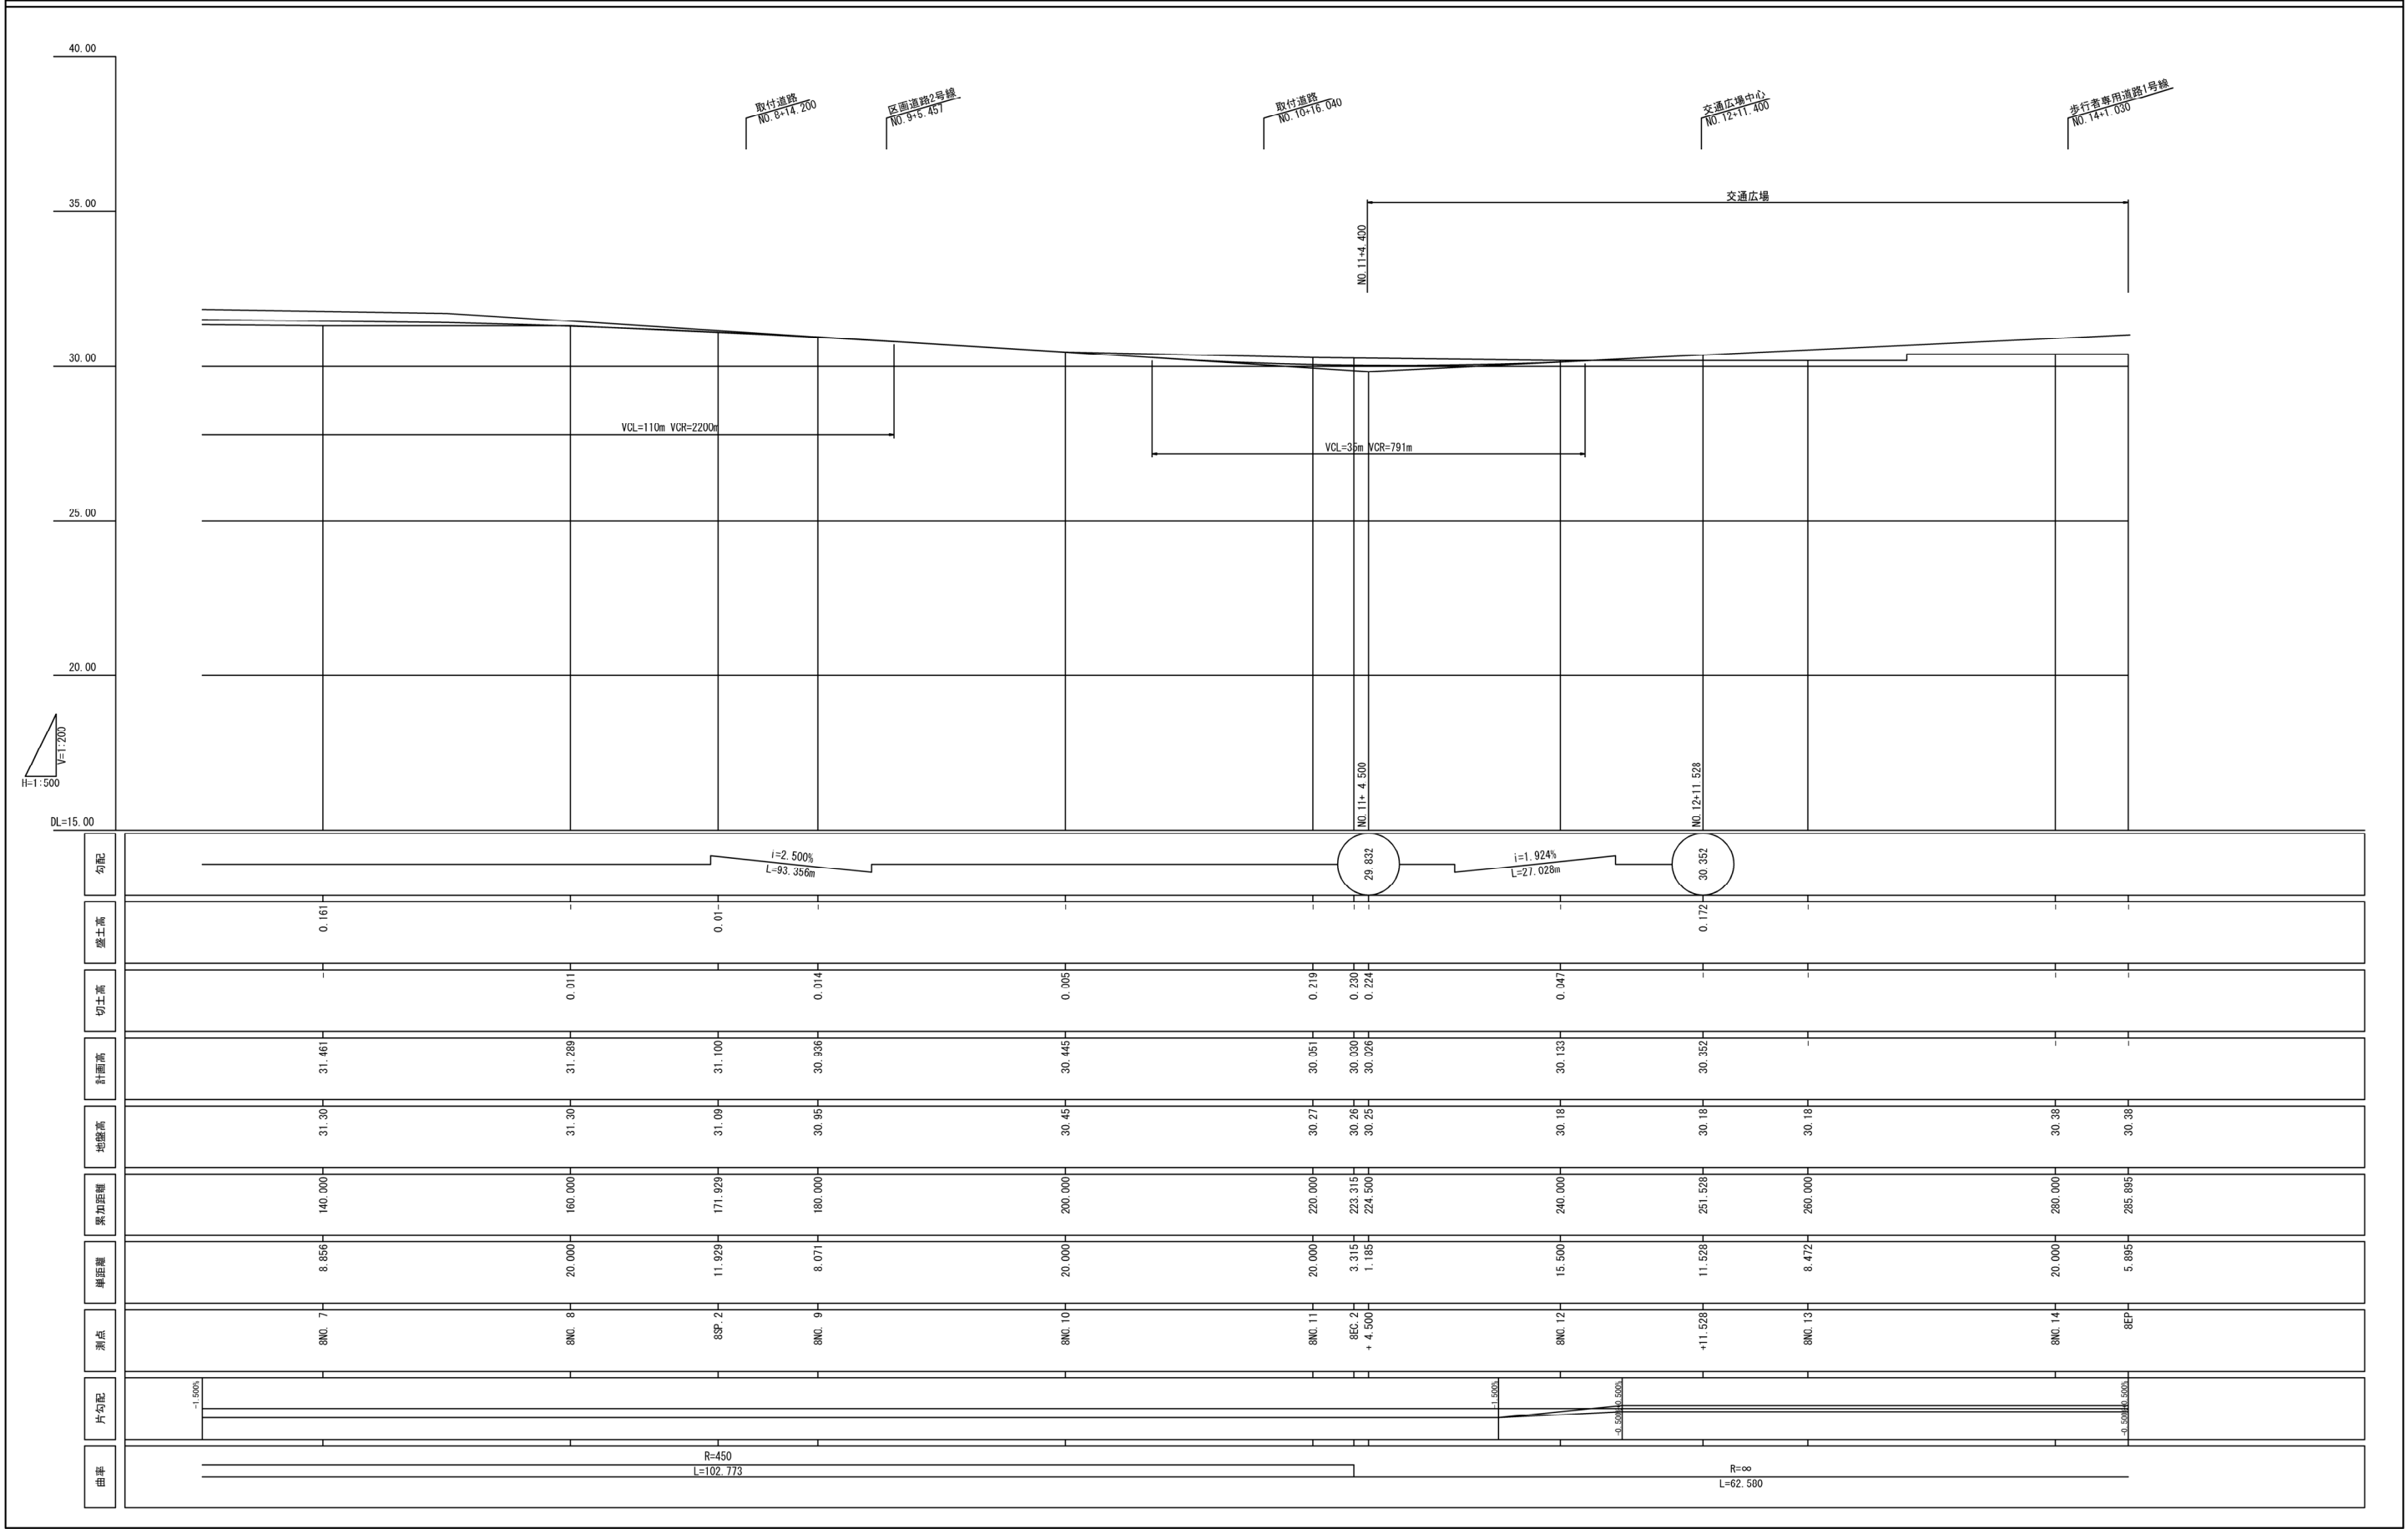 40.00
取付道路
NO.8+14.200
区画道路2号線
NO.9+5.457
取付道路
NO.10+16.040
交通広場中心
NO.12+11.400
歩行者専用道路1号線
NO.14+1.030
35.00
交通広場
NO.11+4.400
30.00
VCL=110m VCR=2200m
VCL=35m VCR=791m
25.00
20.00
V=1:200
H=1:500
NO.11+ 4 500
NO.12+11 528
DL=15.00
勾配
i=2.500%
L=93.356m
29.832
i=1.924%
L=27.028m
30.352
盛土高
0.161 - 0.01- - - - - - - 0.172 - - -
切土高
- 0.011 0.014 0.005 0.219 0.230 0.224 0.047 - - - -
計画高
31.461 31.289 31.100 30.936 30.445 30.051 30.030 30.026 30.133 30.352 - - -
地盤高
31.30 31.30 31.09 30.95 30.45 30.27 30.26 30.25 30.18 30.18 30.18 30.38 30.38
累加距離
140.000 160.000 171.929 180.000 200.000 220.000 223.315 224.500 240.000 251.528 260.000 280.000 285.895
単距離
8.856 20.000 11.929 8.071 20.000 20.000 3.315 1.185 15.500 11.528 8.472 20.000 5.895
測点
8NO. 7 8NO. 8 8SP.2 8NO. 9 8NO.10 8NO.11 8EC.2 + 4.500 8NO.12 +11.528 8NO.13 8NO.14 8EP
片勾配
-1.500%
-1.500%
曲率
R=450
L=102.773
R=∞
L=62.580